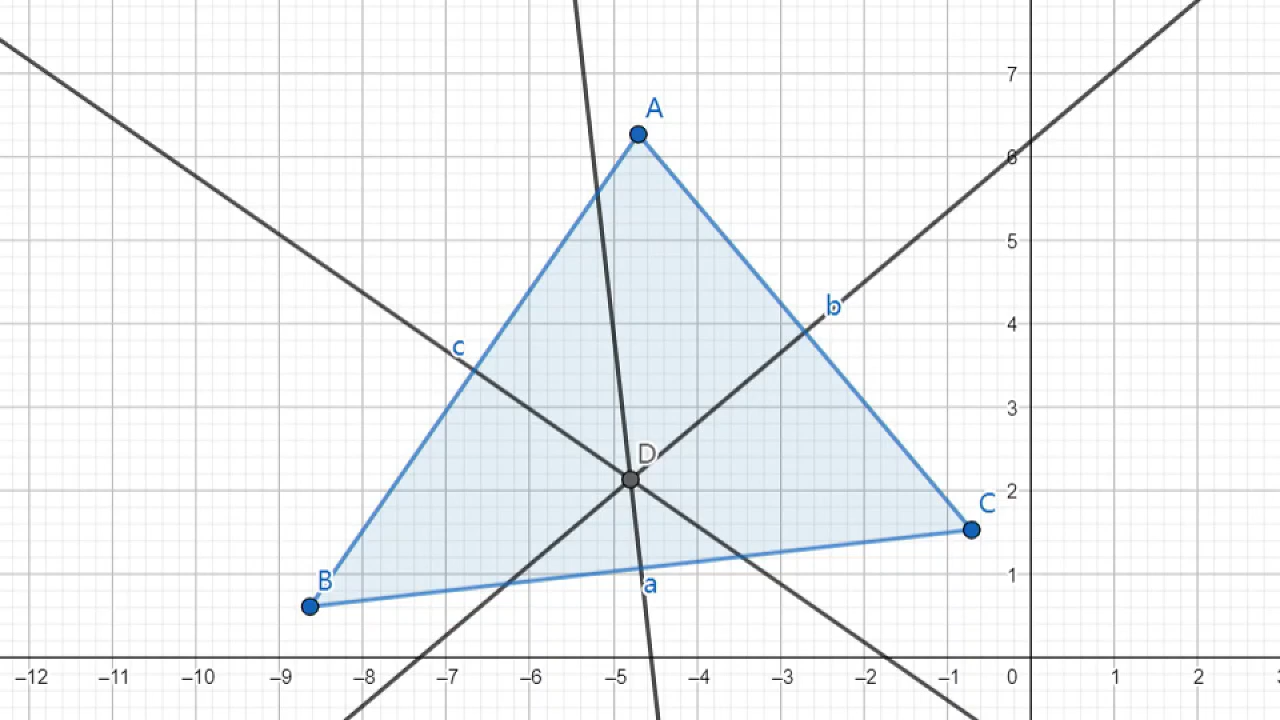 7
A
6
5
b
4
c
3
D
2
C
B
1
a
–12 –11 –10 –9 –8 –7 –6 –5 –4 –3 –2 –1 0 1 2